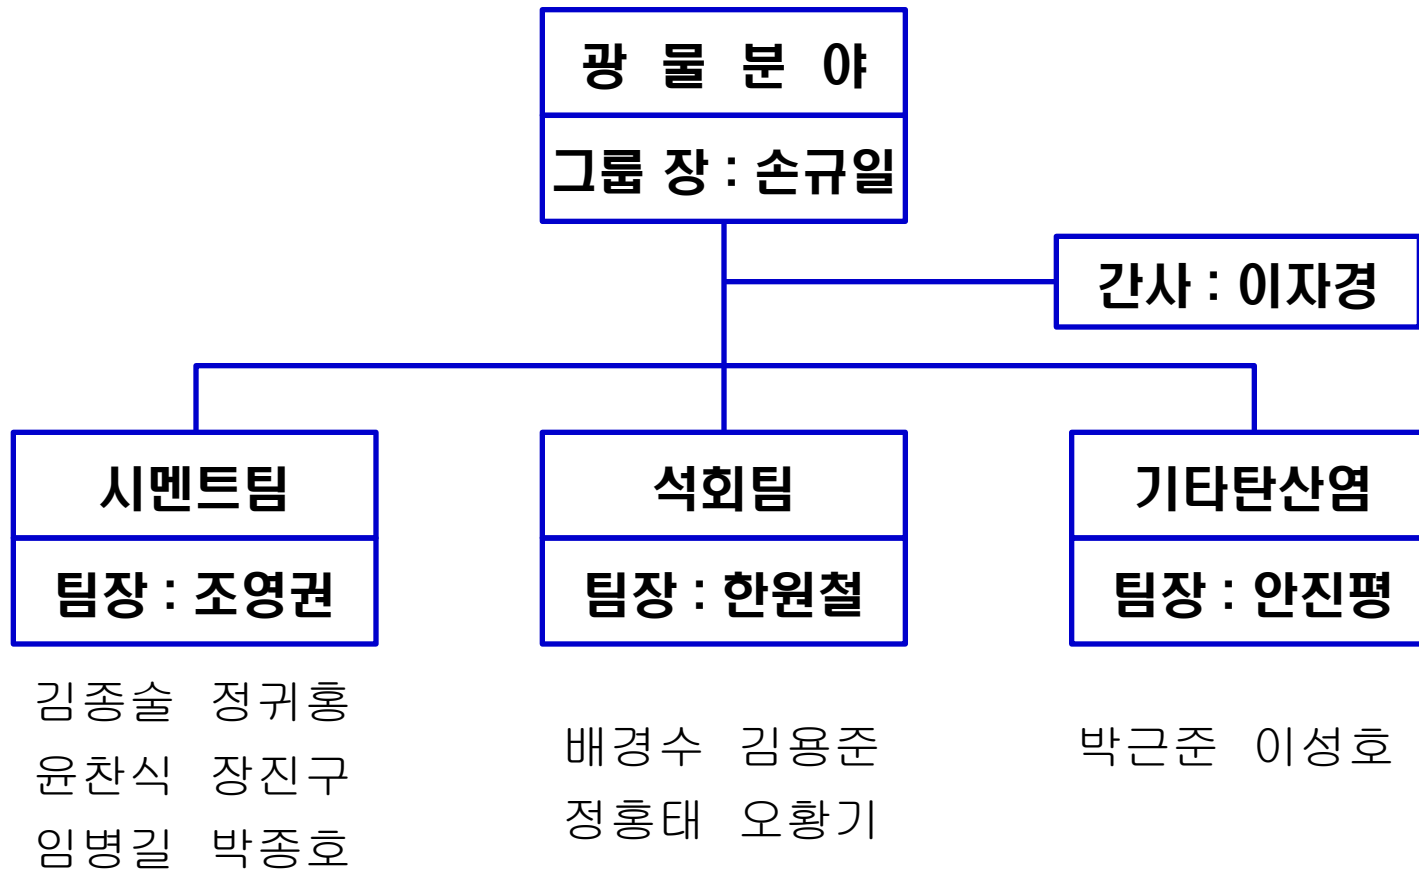 광 물 분 야
그룹 장 : 손규일
간사 : 이자경
시멘트팀
팀장 : 조영권
김종술 정귀홍
윤찬식 장진구
임병길 박종호
석회팀
팀장 : 한원철
배경수 김용준
정홍태 오황기
기타탄산염
팀장 : 안진평
박근준 이성호